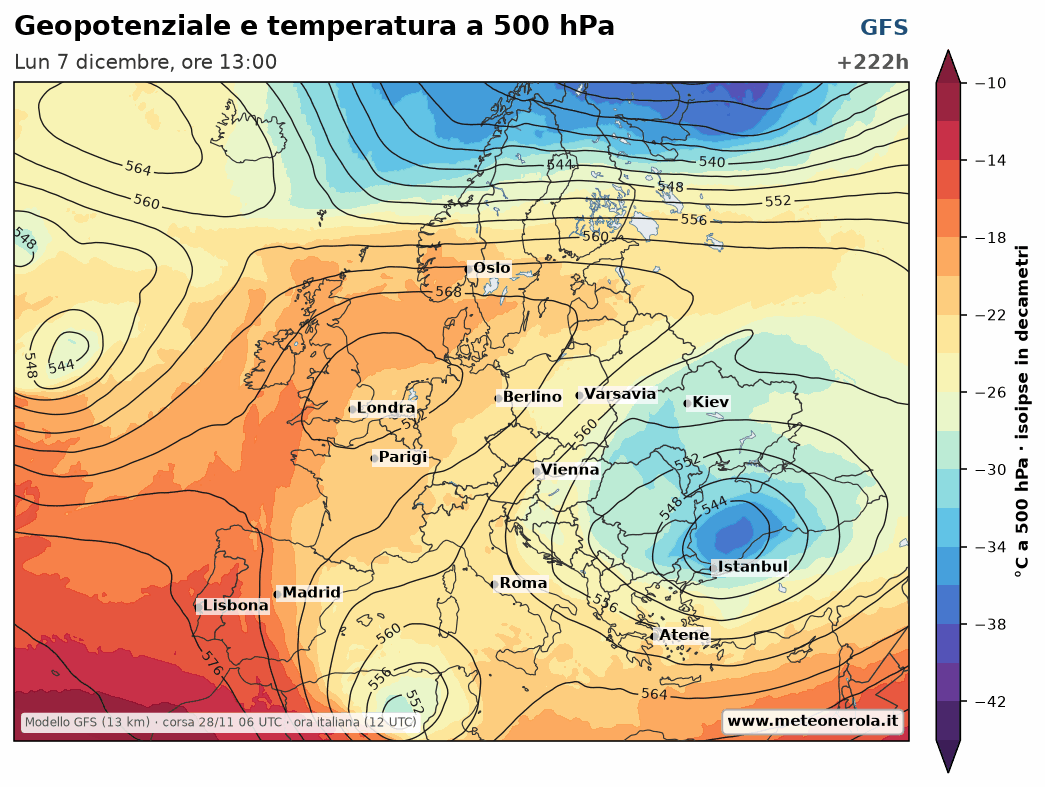 Geopotenziale e temperatura a 500 hPa
GFS
Lun 7 dicembre, ore 13:00
+222h
564
560
548
548
544
544
540
548
552
556
560
568
Oslo
Londra
Berlino
Varsavia
Kiev
Parigi
560
Vienna
552
548
544
Istanbul
Roma
Madrid
Lisbona
556
Atene
576
560
556
552
564
Modello GFS (13 km) · corsa 28/11 06 UTC · ora italiana (12 UTC)
www.meteonerola.it
−10
−14
−18
−22
−26
−30
−34
−38
−42
°C a 500 hPa · isoipse in decametri